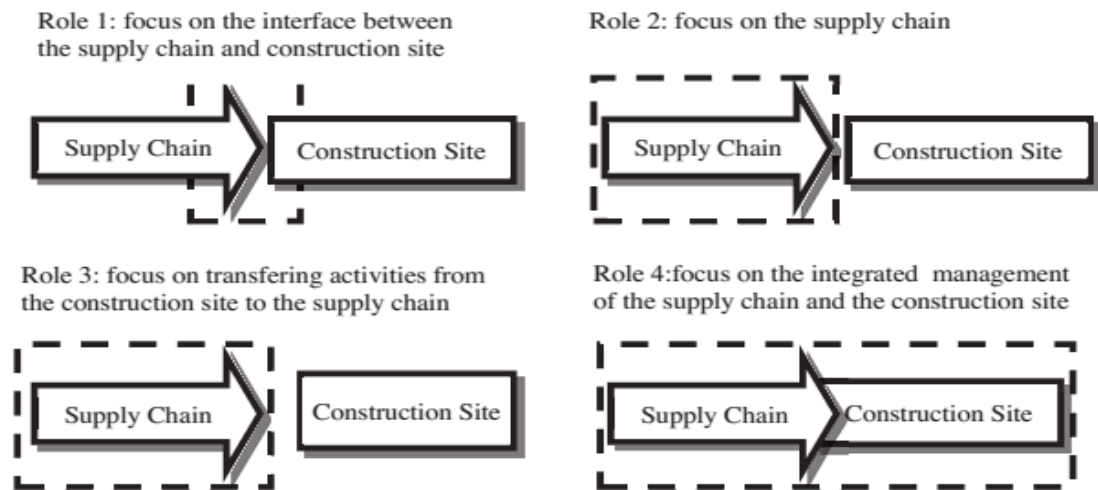 Role 1: focus on the interface between
the supply chain and construction site
Supply Chain
Construction Site
Role 2: focus on the supply chain
Supply Chain
Construction Site
Role 3: focus on transfering activities from
the construction site to the supply chain
Supply Chain
Construction Site
Role 4:focus on the integrated management
of the supply chain and the construction site
Supply Chain
Construction Site